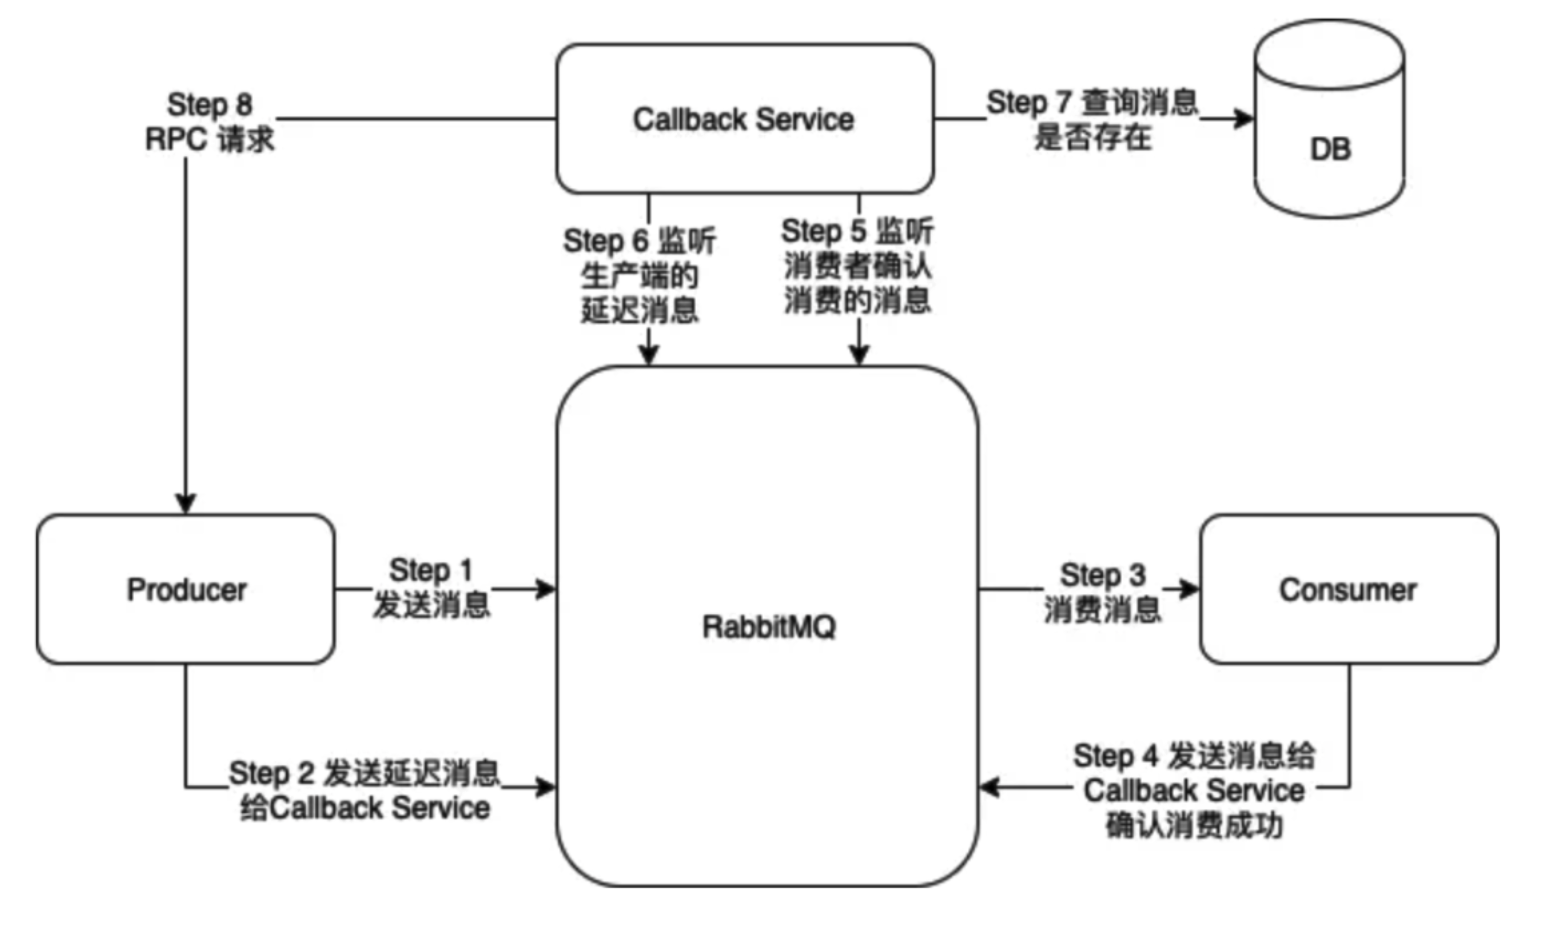 Step 8
RPC 请求
Callback Service
Step 7 查询消息
是否存在
DB
Step 6 监听
生产端的
延迟消息
Step 5 监听
消费者确认
消费的消息
Producer
Step 1
发送消息
RabbitMQ
Step 3
消费消息
Consumer
Step 2 发送延迟消息
给Callback Service
Step 4 发送消息给
Callback Service
确认消费成功